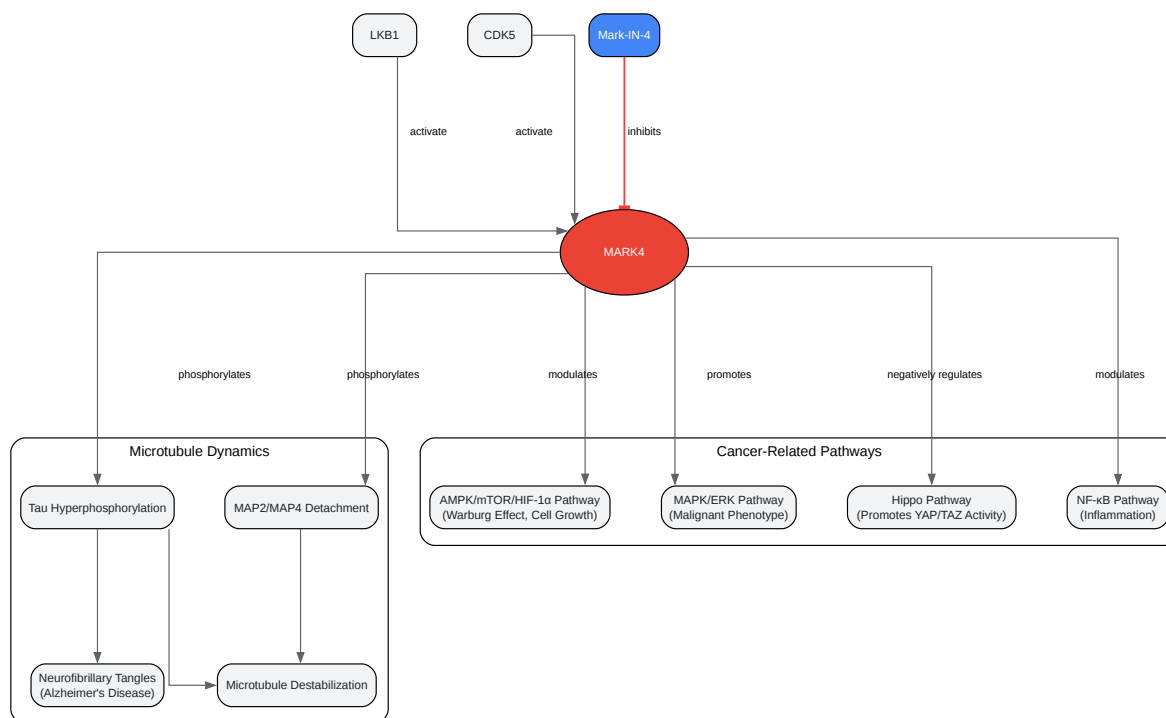 LKB1
CDK5
Mark-IN-4
activate
activate
inhibits
MARK4
phosphorylates
phosphorylates
modulates
promotes
negatively regulates
modulates
Microtubule Dynamics
Cancer-Related Pathways
Tau Hyperphosphorylation
MAP2/MAP4 Detachment
AMPK/mTOR/HIF-1α Pathway
(Warburg Effect, Cell Growth)
MAPK/ERK Pathway
(Malignant Phenotype)
Hippo Pathway
(Promotes YAP/TAZ Activity)
NF-κB Pathway
(Inflammation)
Neurofibrillary Tangles
(Alzheimer's Disease)
Microtubule Destabilization